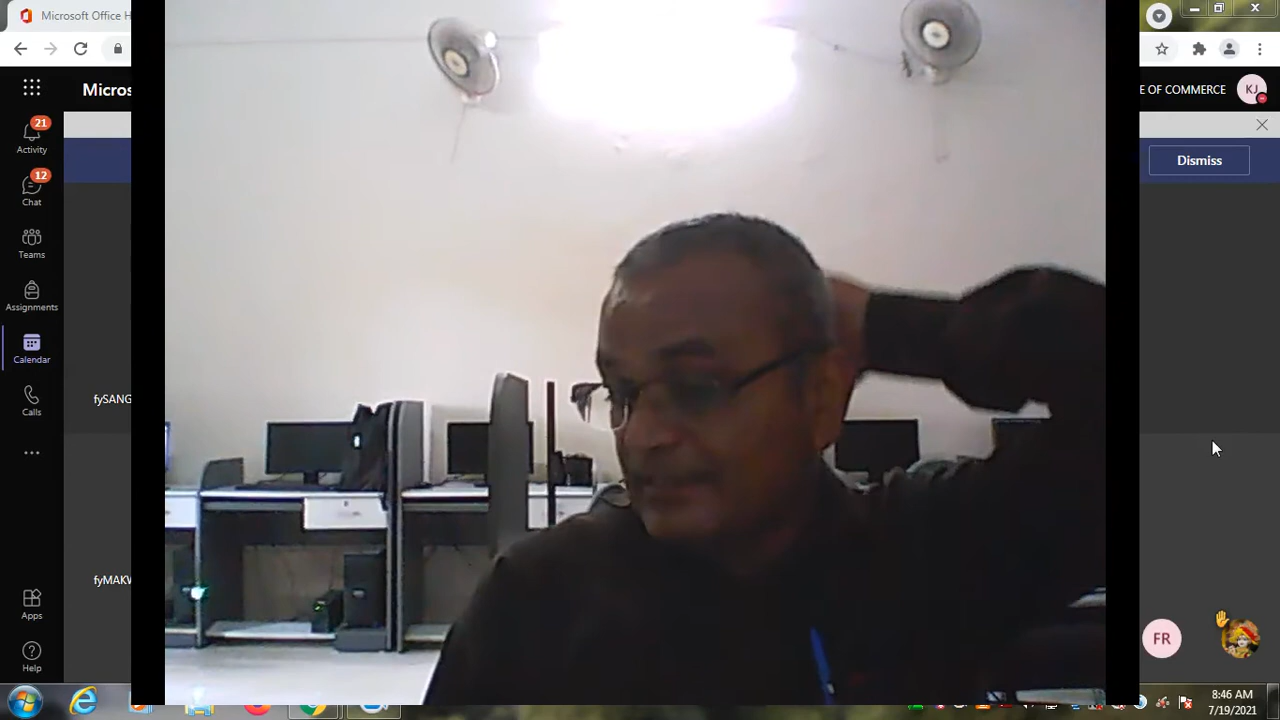 Microsoft Office H
Micros
E OF COMMERCE
KJ
21
Activity
Dismiss
12
Chat
Teams
Assignments
Calendar
Calls
fySANG
fyMAKW
Apps
FR
Help
8:46 AM
7/19/2021